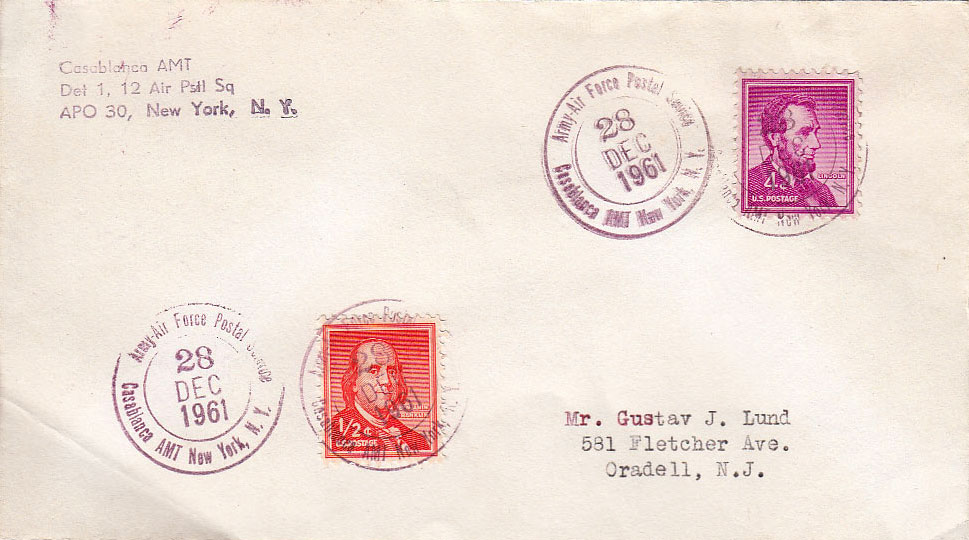 Casablanca AMT
Det 1, 12 Air Pstl Sq
APO 30, New York, N. Y.
Army-Air Force Postal Service
28
DEC
1961
Casablanca AMT New York, N. Y.
LINCOLN
4¢
U.S. POSTAGE
Army-Air Force Postal Service
28
DEC
1961
Casablanca AMT New York, N. Y.
FRANKLIN
1/2¢
U.S. POSTAGE
Mr. Gustav J. Lund
581 Fletcher Ave.
Oradell, N.J.